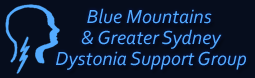 Blue Mountains
& Greater Sydney
Dystonia Support Group